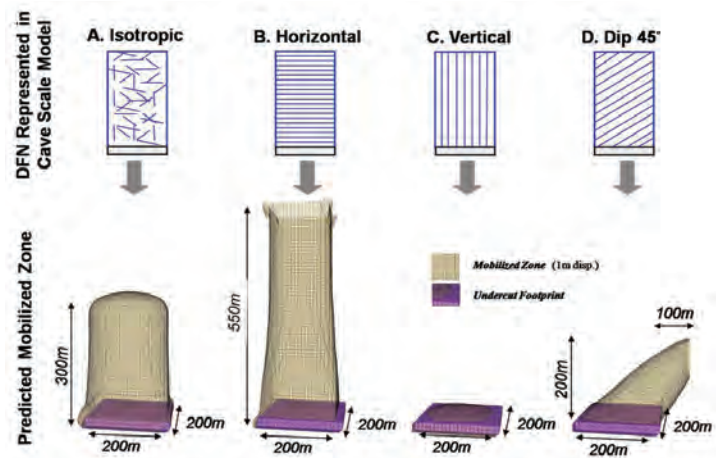 DFN Represented in
Cave Scale Model
A. Isotropic
B. Horizontal
C. Vertical
D. Dip 45°
Predicted Mobilized Zone
300m
200m
200m
550m
200m
200m
Mobilized Zone (1m disp.)
Undercut Footprint
200m
200m
100m
200m
200m
200m